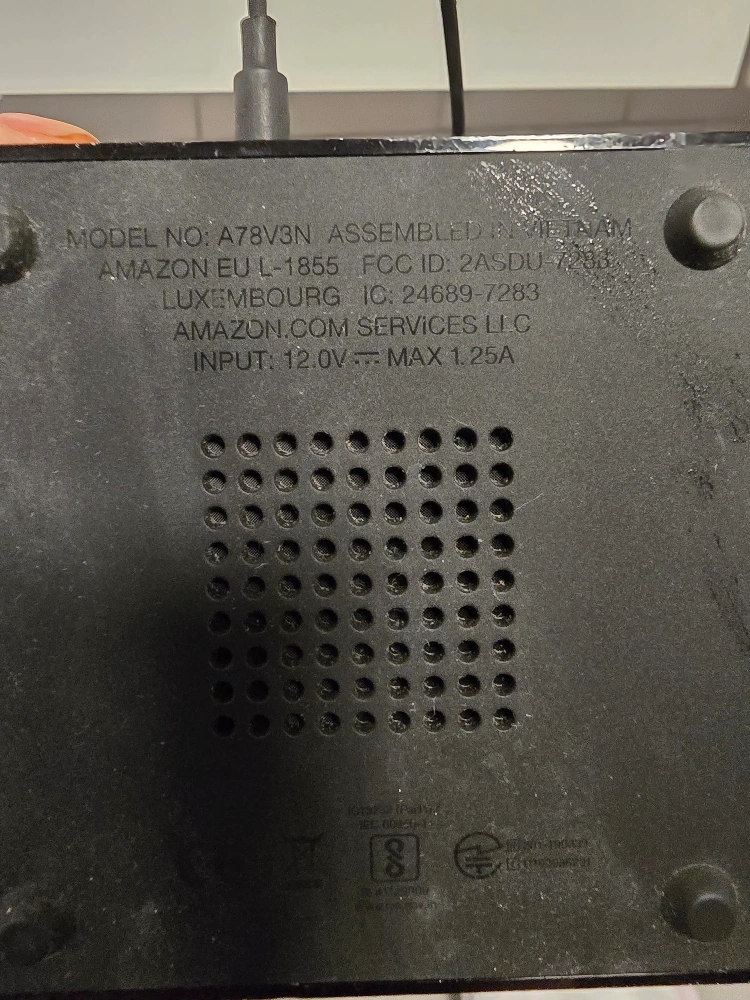 MODEL NO: A78V3N ASSEMBLED IN VIETNAM
AMAZON EU L-1855 FCC ID: 2ASDU-7283
LUXEMBOURG IC: 24689-7283
AMAZON.COM SERVICES LLC
INPUT: 12.0V ⎓ MAX 1.25A